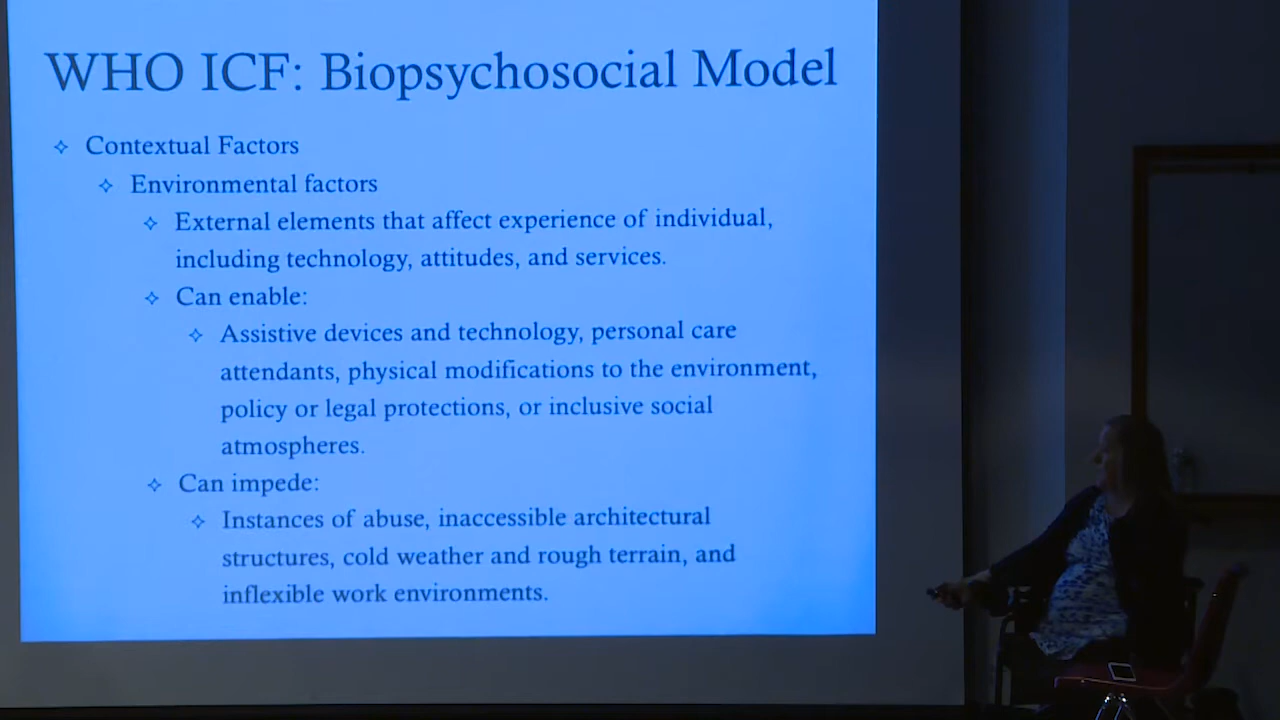 WHO ICF: Biopsychosocial Model
✧ Contextual Factors
✧ Environmental factors
✧ External elements that affect experience of individual,
including technology, attitudes, and services.
✧ Can enable:
✧ Assistive devices and technology, personal care
attendants, physical modifications to the environment,
policy or legal protections, or inclusive social
atmospheres.
✧ Can impede:
✧ Instances of abuse, inaccessible architectural
structures, cold weather and rough terrain, and
inflexible work environments.